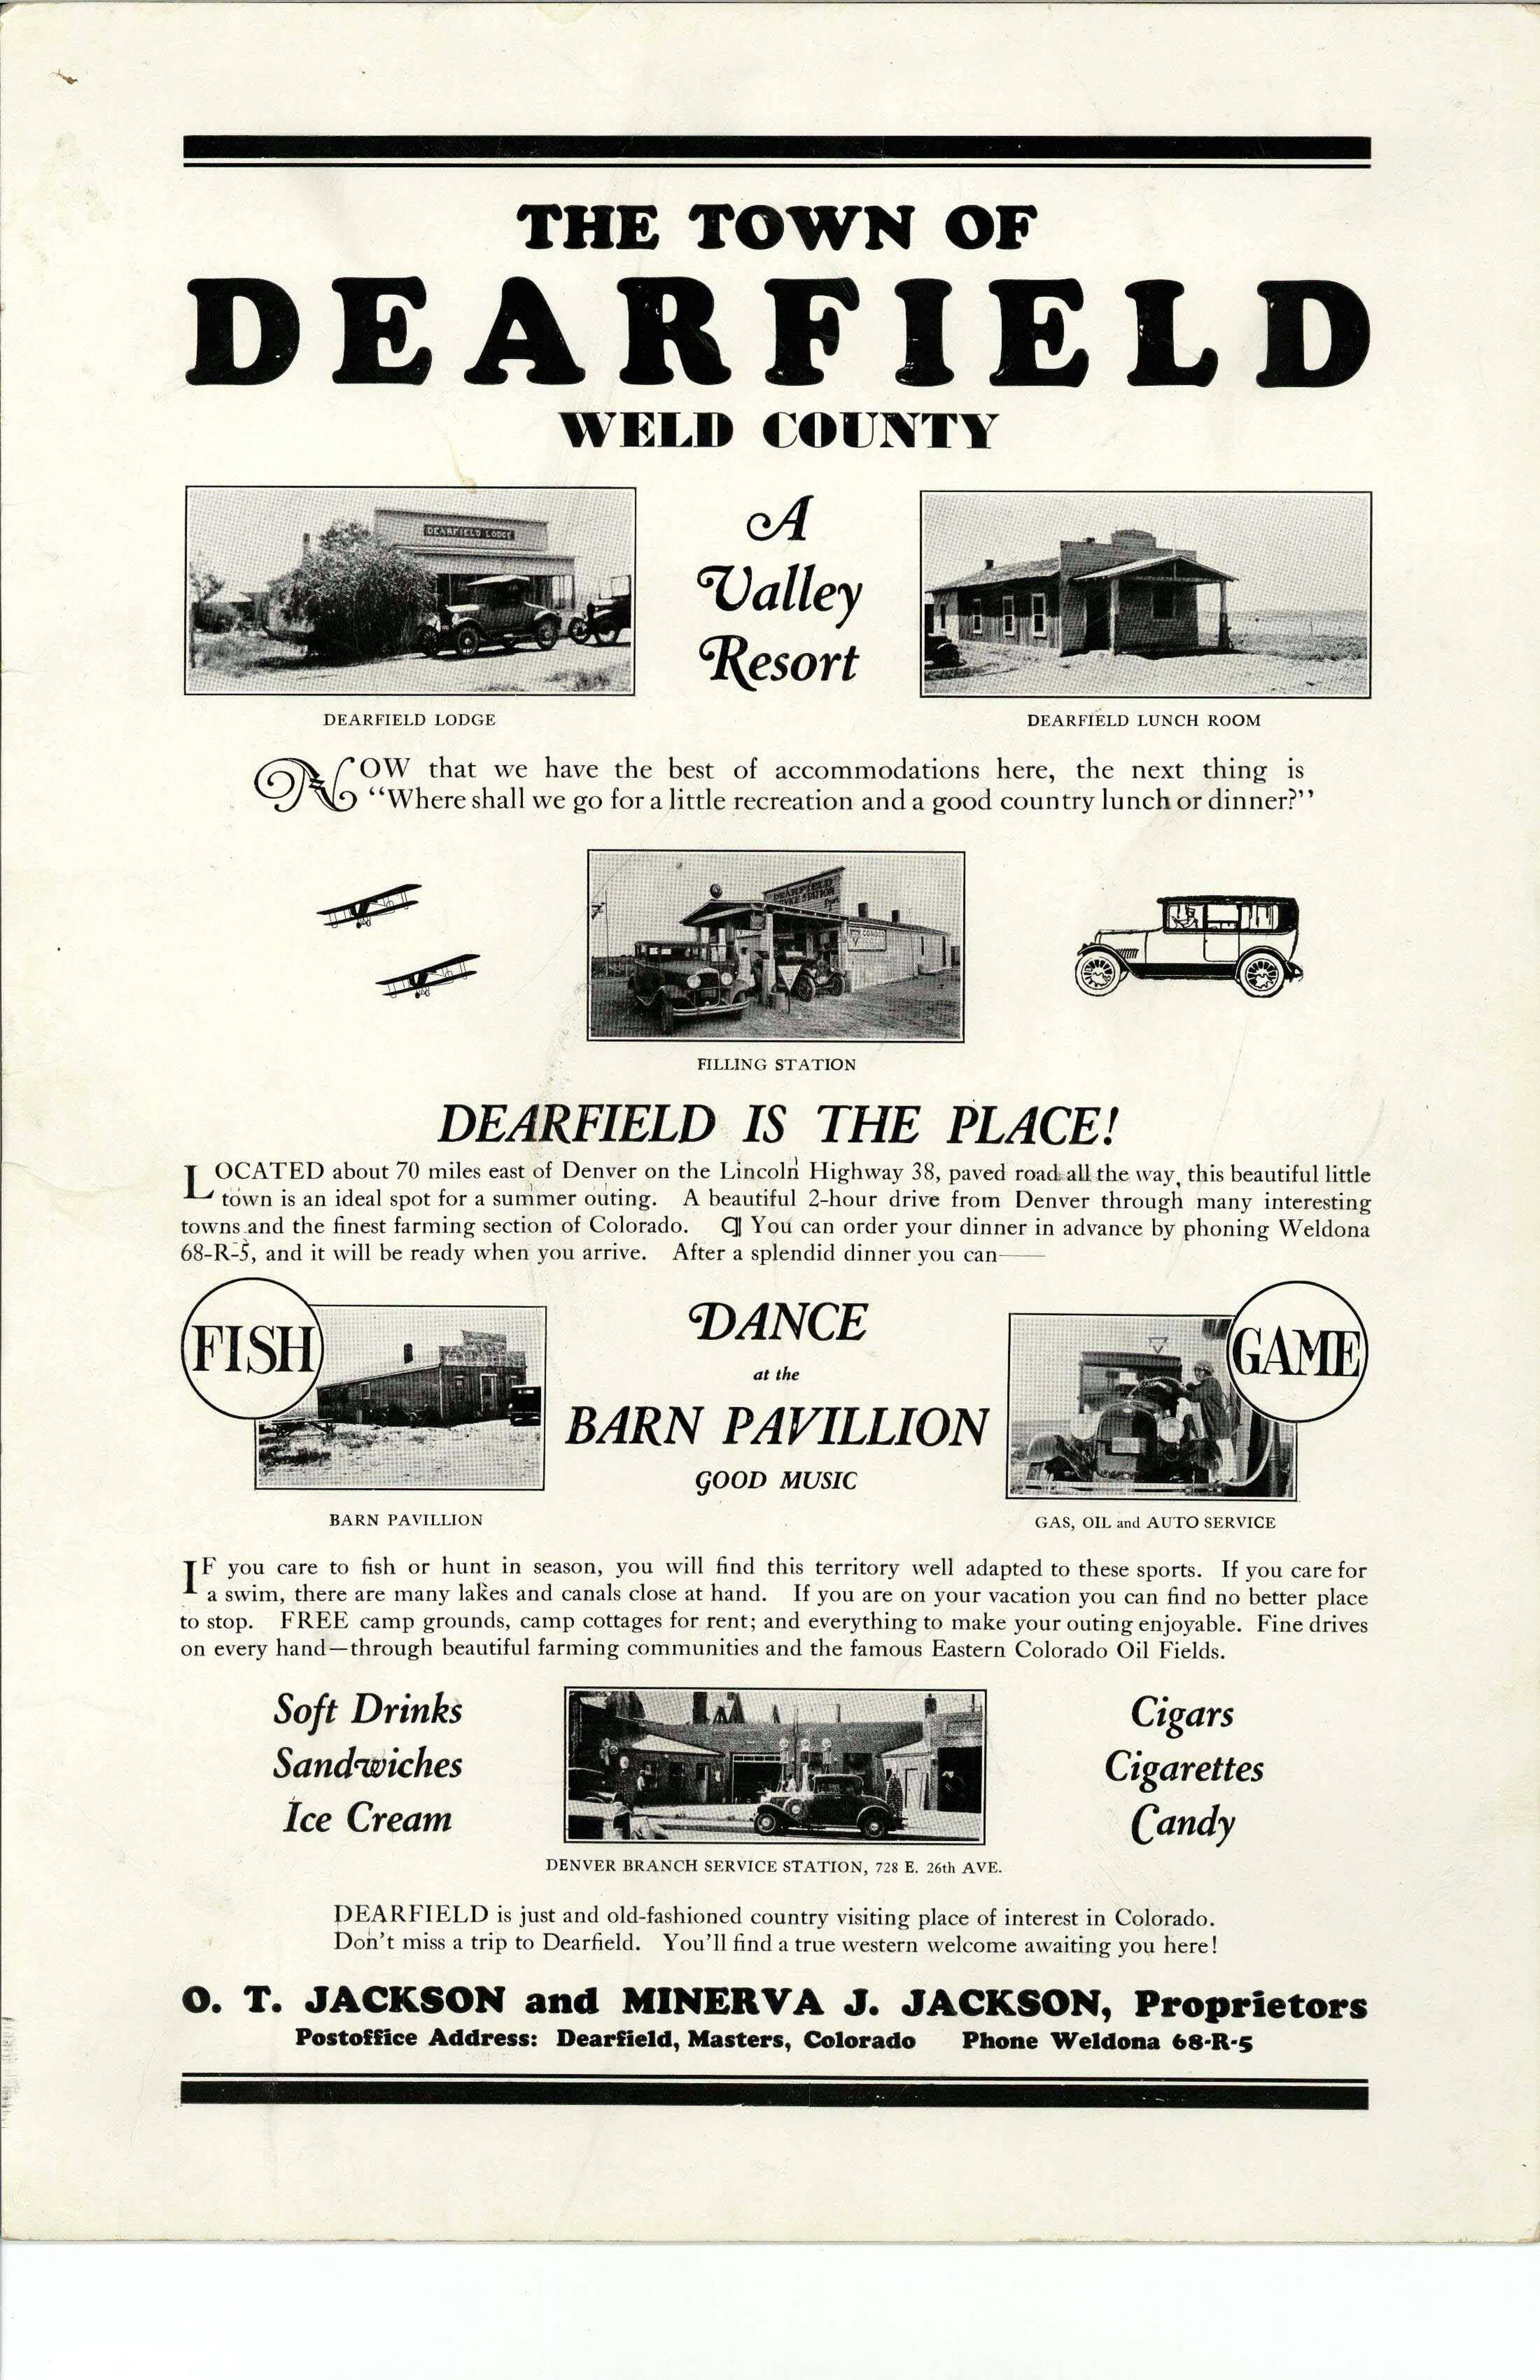 THE TOWN OF
DEARFIELD
WELD COUNTY
A
Valley
Resort
DEARFIELD LODGE
DEARFIELD LODGE
DEARFIELD LUNCH ROOM
NOW that we have the best of accommodations here, the next thing is
“Where shall we go for a little recreation and a good country lunch or dinner?”
DEARFIELD
SERVICE STATION
CONOCO
FILLING STATION
DEARFIELD IS THE PLACE!
LOCATED about 70 miles east of Denver on the Lincoln Highway 38, paved road all the way, this beautiful little
town is an ideal spot for a summer outing. A beautiful 2-hour drive from Denver through many interesting
towns and the finest farming section of Colorado. ¶ You can order your dinner in advance by phoning Weldona
68-R-5, and it will be ready when you arrive. After a splendid dinner you can—
FISH
DANCE
at the
BARN PAVILLION
GOOD MUSIC
GAME
BARN PAVILLION
GAS, OIL and AUTO SERVICE
IF you care to fish or hunt in season, you will find this territory well adapted to these sports. If you care for
a swim, there are many lakes and canals close at hand. If you are on your vacation you can find no better place
to stop. FREE camp grounds, camp cottages for rent; and everything to make your outing enjoyable. Fine drives
on every hand—through beautiful farming communities and the famous Eastern Colorado Oil Fields.
Soft Drinks
Sandwiches
Ice Cream
Cigars
Cigarettes
Candy
DENVER BRANCH SERVICE STATION, 728 E. 26th AVE.
DEARFIELD is just and old-fashioned country visiting place of interest in Colorado.
Don't miss a trip to Dearfield. You'll find a true western welcome awaiting you here!
O. T. JACKSON and MINERVA J. JACKSON, Proprietors
Postoffice Address: Dearfield, Masters, Colorado Phone Weldona 68-R-5